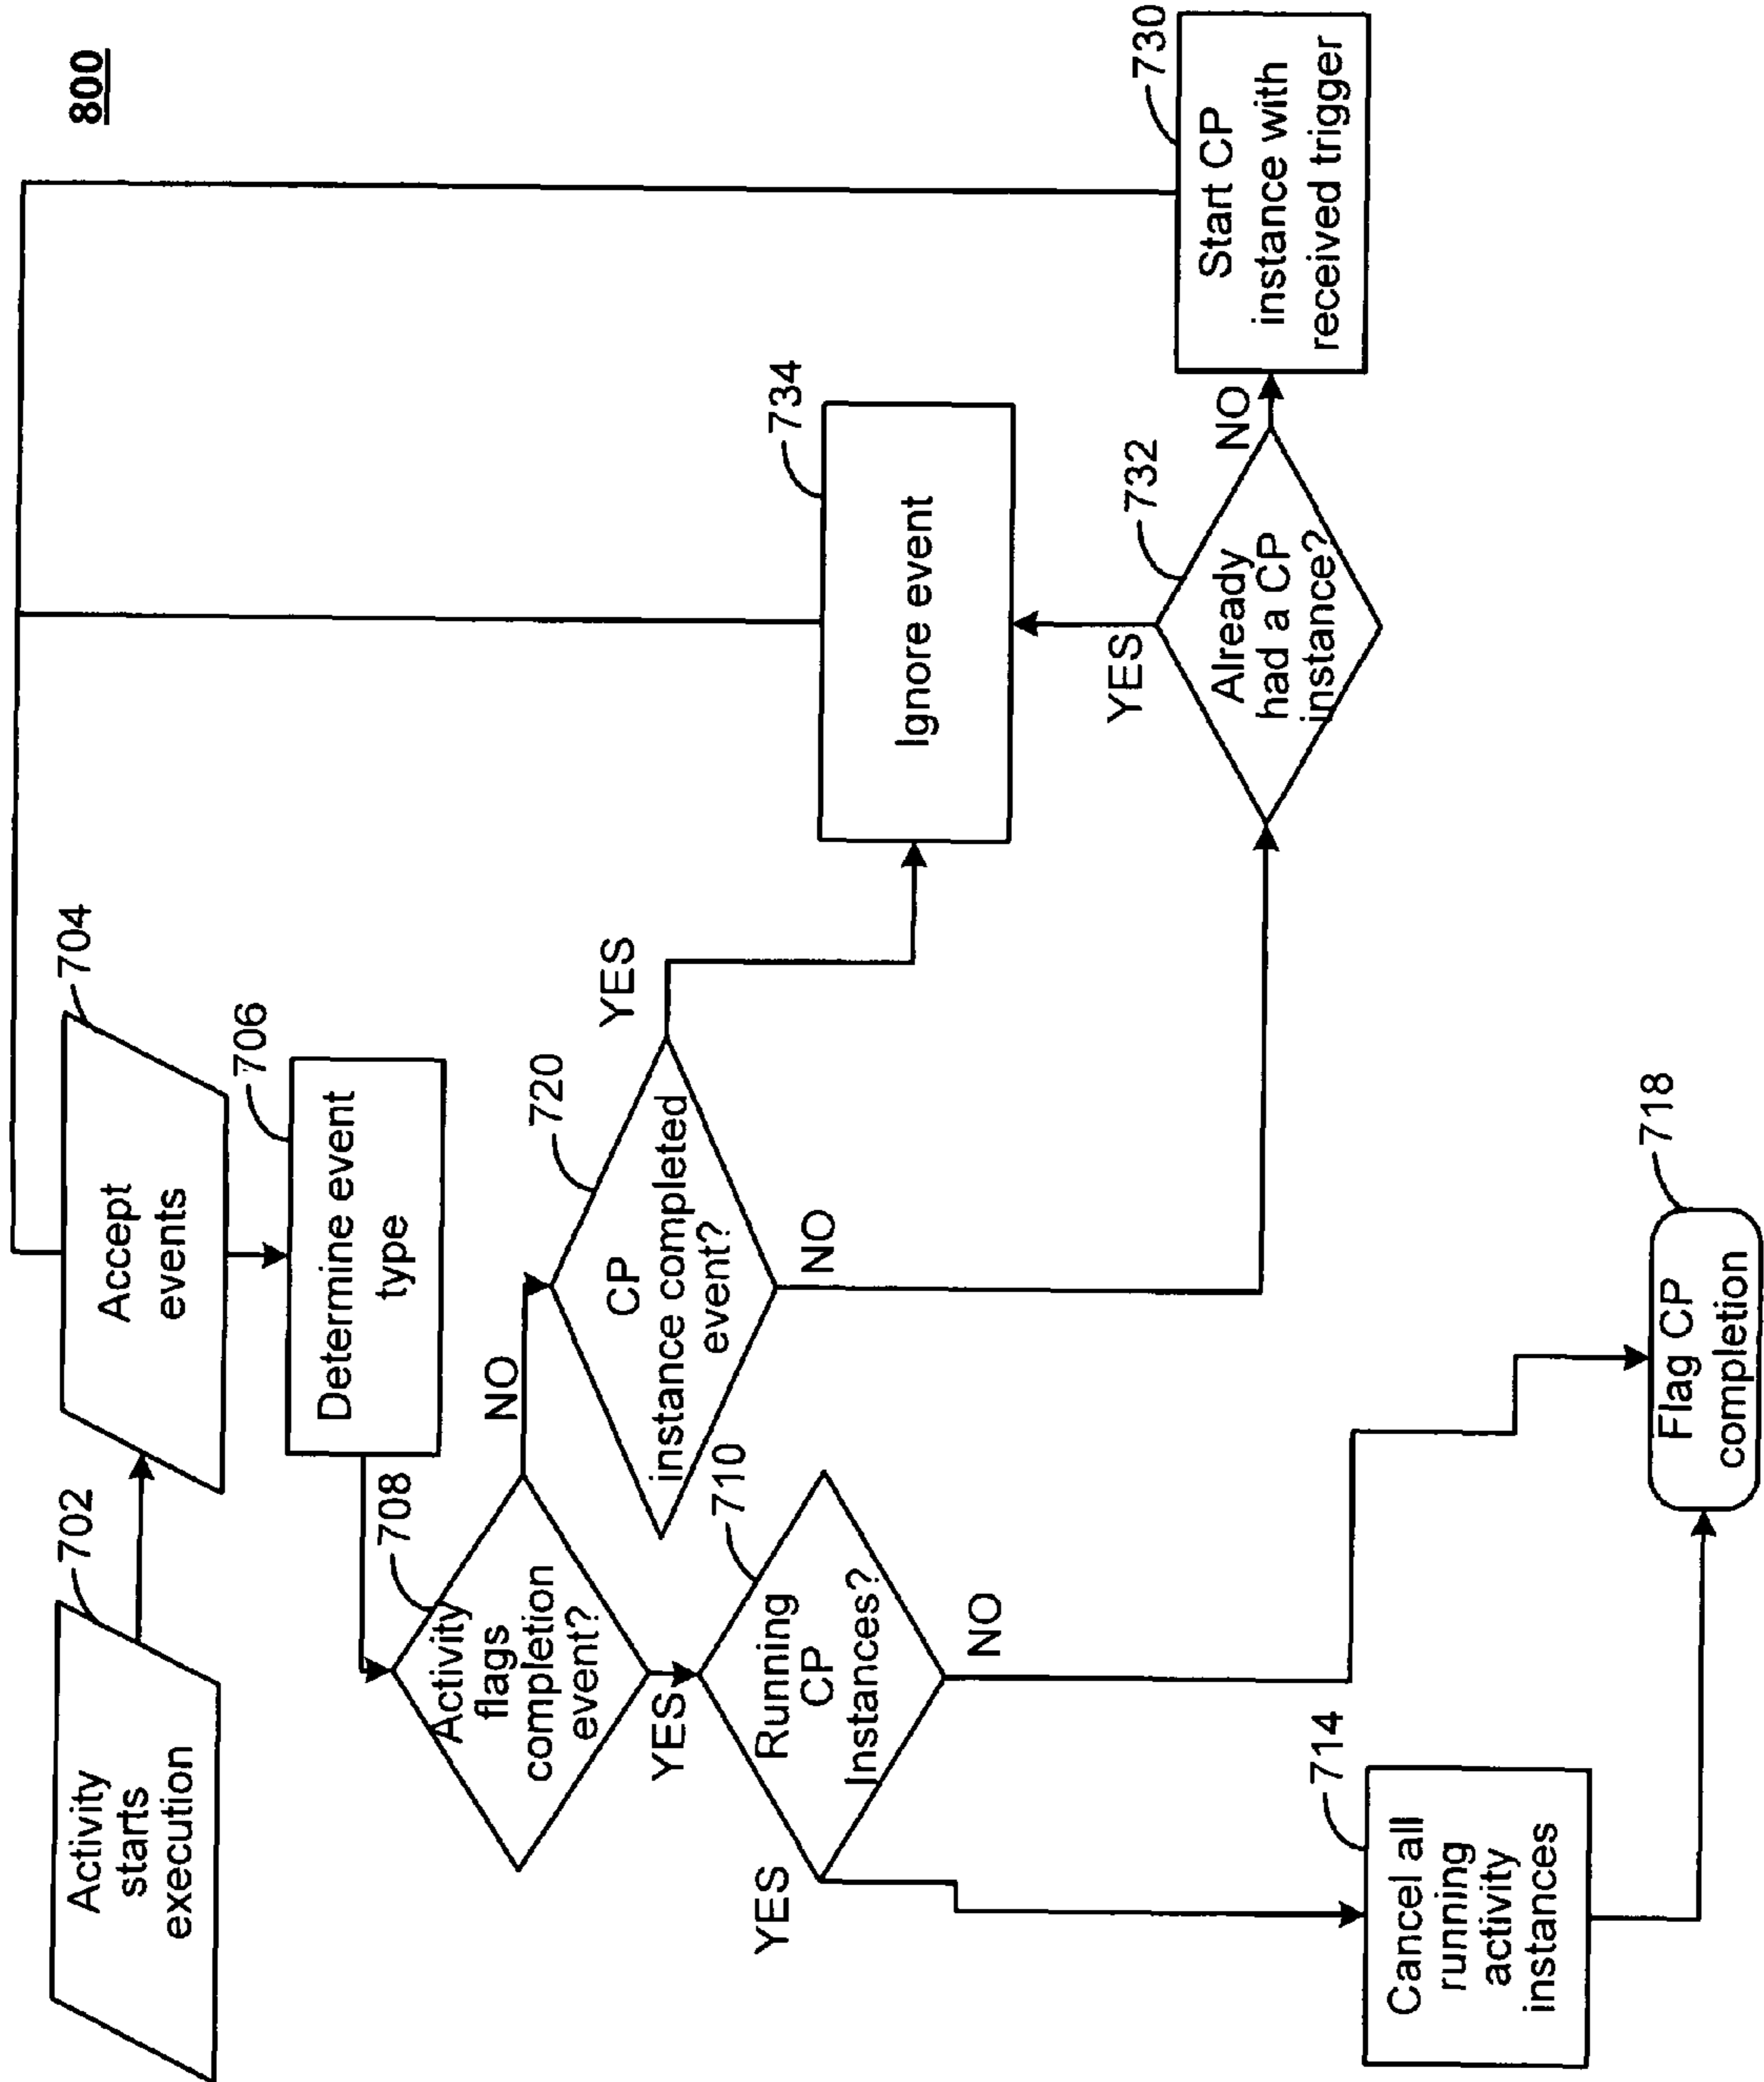 800
Activity
starts
execution
702
Accept
events
704
Determine event
type
706
Activity
flags
completion
event?
708
NO
YES
CP
instance completed
event?
720
YES
NO
Running
CP
Instances?
710
YES
NO
Ignore event
734
Already
had a CP
instance?
732
YES
NO
Start CP
instance with
received trigger
730
Cancel all
running
activity
instances
714
Flag CP
completion
718